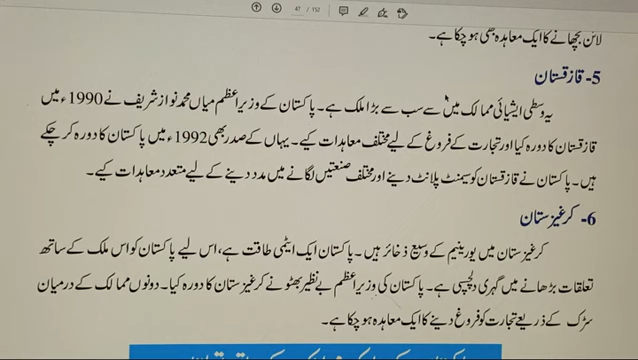 47 / 152
لائن بچھانے کا ایک معاہدہ بھی ہو چکا ہے۔
5- قازقستان
یہ وسطی ایشیائی ممالک میں سے سب سے بڑا ملک ہے۔ پاکستان کے وزیراعظم میاں محمد نواز شریف نے 1990ء میں
قازقستان کا دورہ کیا اور تجارت کے فروغ کے لیے مختلف معاہدات کیے۔ یہاں کے صدر بھی 1992ء میں پاکستان کا دورہ کر چکے
ہیں۔ پاکستان نے قازقستان کو سیمنٹ پلانٹ دینے اور مختلف صنعتیں لگانے میں مدد دینے کے لیے متعدد معاہدات کیے۔
6- کرغیزستان
کرغیزستان میں یورینیم کے وسیع ذخائر ہیں۔ پاکستان ایک ایٹمی طاقت ہے، اس لیے پاکستان کو اس ملک کے ساتھ
تعلقات بڑھانے میں گہری دلچسپی ہے۔ پاکستان کی وزیراعظم بےنظیر بھٹو نے کرغیزستان کا دورہ کیا۔ دونوں ممالک کے درمیان
سڑک کے ذریعے تجارت کو فروغ دینے کا ایک معاہدہ ہو چکا ہے۔